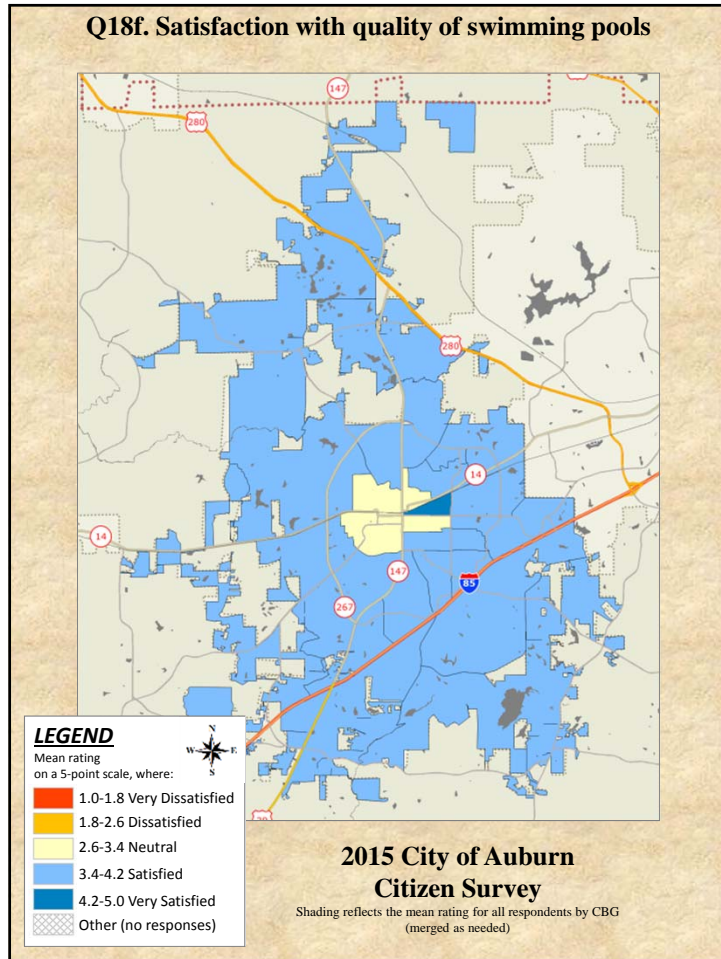 Q18f. Satisfaction with quality of swimming pools
147
280
280
14
14
147
85
267
LEGEND
N
W E
S
Mean rating
on a 5-point scale, where:
1.0-1.8 Very Dissatisfied
1.8-2.6 Dissatisfied
2.6-3.4 Neutral
3.4-4.2 Satisfied
4.2-5.0 Very Satisfied
Other (no responses)
2015 City of Auburn
Citizen Survey
Shading reflects the mean rating for all respondents by CBG
(merged as needed)